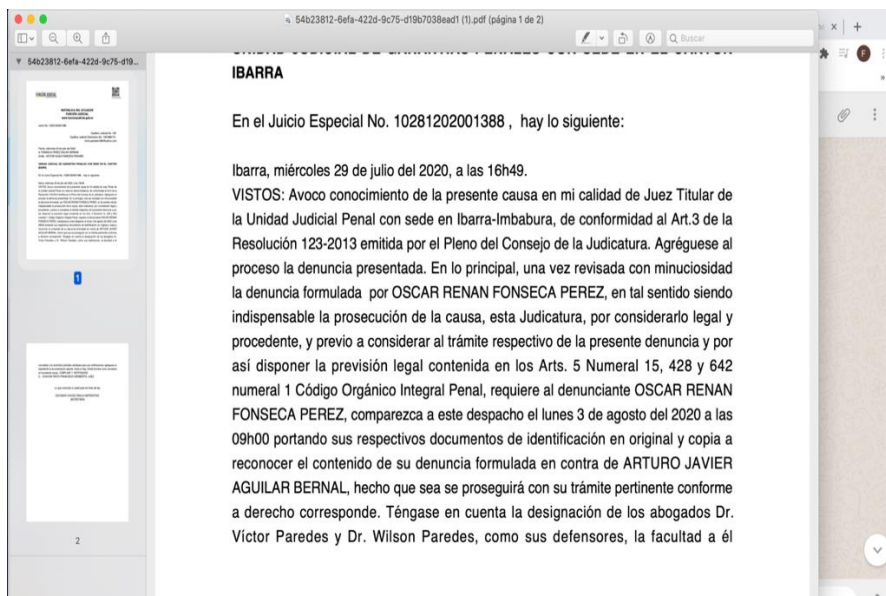 54b23812-6efa-422d-9c75-d19b7038ead1 (1).pdf (página 1 de 2)
Buscar
54b23812-6efa-422d-9c75-d19...
1
2
UNIDAD JUDICIAL DE GARANTIAS PENALES CON SEDE EN EL CANTON
IBARRA
En el Juicio Especial No. 10281202001388 , hay lo siguiente:
Ibarra, miércoles 29 de julio del 2020, a las 16h49.
VISTOS: Avoco conocimiento de la presente causa en mi calidad de Juez Titular de
la Unidad Judicial Penal con sede en Ibarra-Imbabura, de conformidad al Art.3 de la
Resolución 123-2013 emitida por el Pleno del Consejo de la Judicatura. Agréguese al
proceso la denuncia presentada. En lo principal, una vez revisada con minuciosidad
la denuncia formulada por OSCAR RENAN FONSECA PEREZ, en tal sentido siendo
indispensable la prosecución de la causa, esta Judicatura, por considerarlo legal y
procedente, y previo a considerar al trámite respectivo de la presente denuncia y por
así disponer la previsión legal contenida en los Arts. 5 Numeral 15, 428 y 642
numeral 1 Código Orgánico Integral Penal, requiere al denunciante OSCAR RENAN
FONSECA PEREZ, comparezca a este despacho el lunes 3 de agosto del 2020 a las
09h00 portando sus respectivos documentos de identificación en original y copia a
reconocer el contenido de su denuncia formulada en contra de ARTURO JAVIER
AGUILAR BERNAL, hecho que sea se proseguirá con su trámite pertinente conforme
a derecho corresponde. Téngase en cuenta la designación de los abogados Dr.
Víctor Paredes y Dr. Wilson Paredes, como sus defensores, la facultad a él